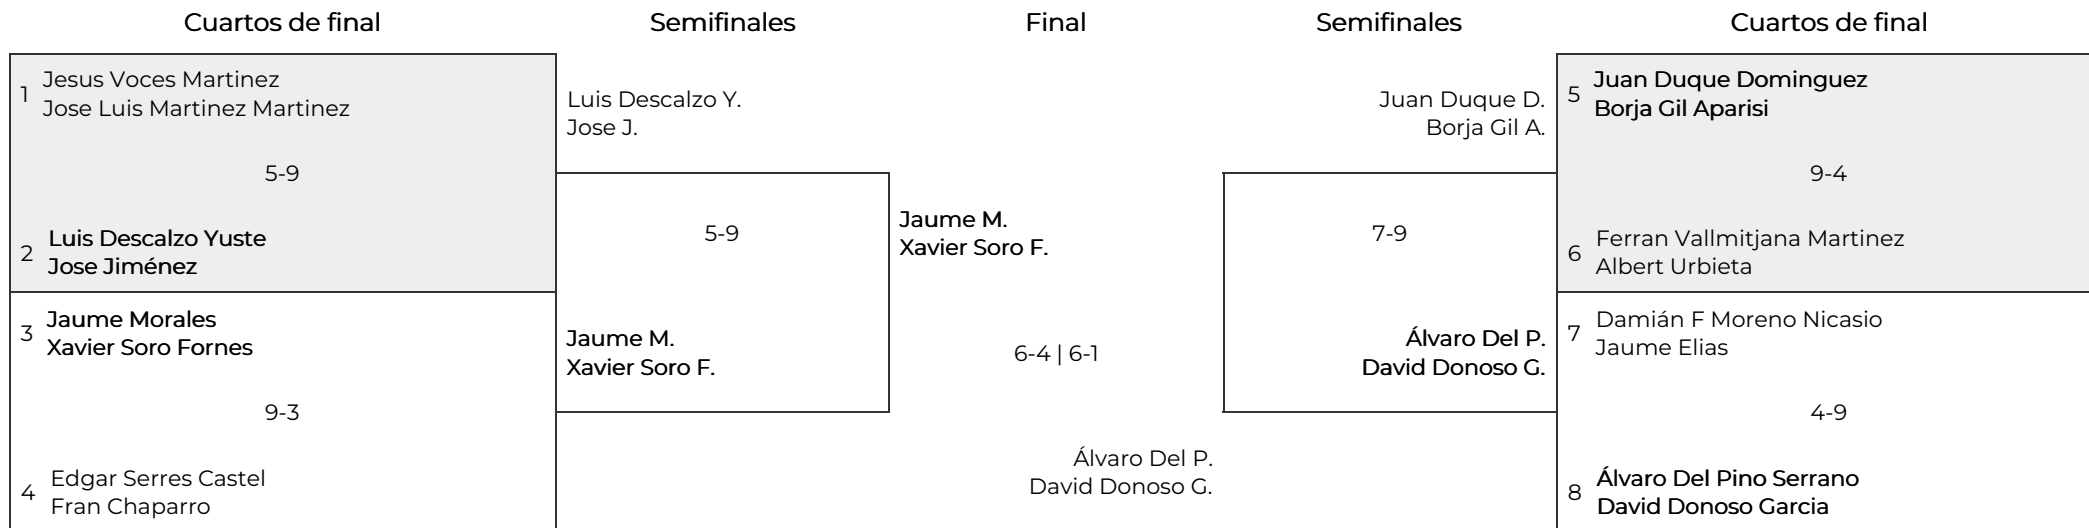 Cuartos de final
Semifinales
Final
Semifinales
Cuartos de final
1
Jesus Voces Martinez
Jose Luis Martinez Martinez
5-9
2
Luis Descalzo Yuste
Jose Jiménez
3
Jaume Morales
Xavier Soro Fornes
9-3
4
Edgar Serres Castel
Fran Chaparro
Luis Descalzo Y.
Jose J.
5-9
Jaume M.
Xavier Soro F.
Jaume M.
Xavier Soro F.
6-4 | 6-1
Álvaro Del P.
David Donoso G.
Juan Duque D.
Borja Gil A.
7-9
Álvaro Del P.
David Donoso G.
5
Juan Duque Dominguez
Borja Gil Aparisi
9-4
6
Ferran Vallmitjana Martinez
Albert Urbieta
7
Damián F Moreno Nicasio
Jaume Elias
4-9
8
Álvaro Del Pino Serrano
David Donoso Garcia